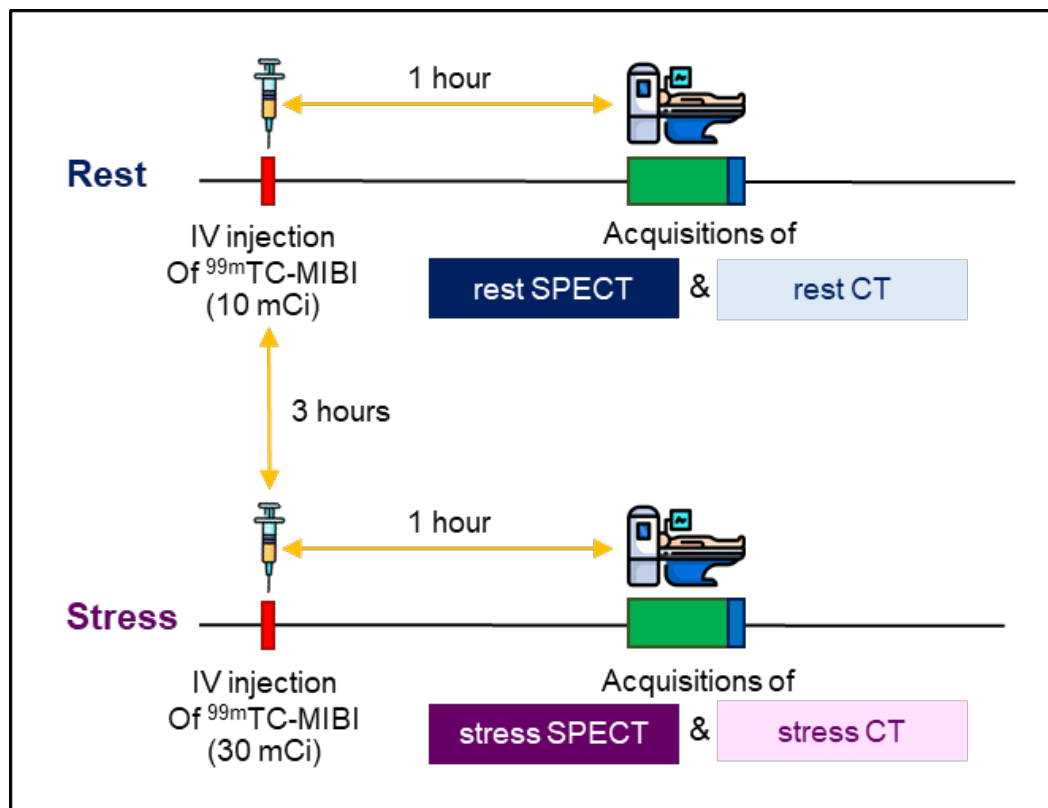 1 hour
Rest
IV injection
Of ⁹⁹ᵐTC-MIBI
(10 mCi)
Acquisitions of
rest SPECT & rest CT
3 hours
1 hour
Stress
IV injection
Of ⁹⁹ᵐTC-MIBI
(30 mCi)
Acquisitions of
stress SPECT & stress CT